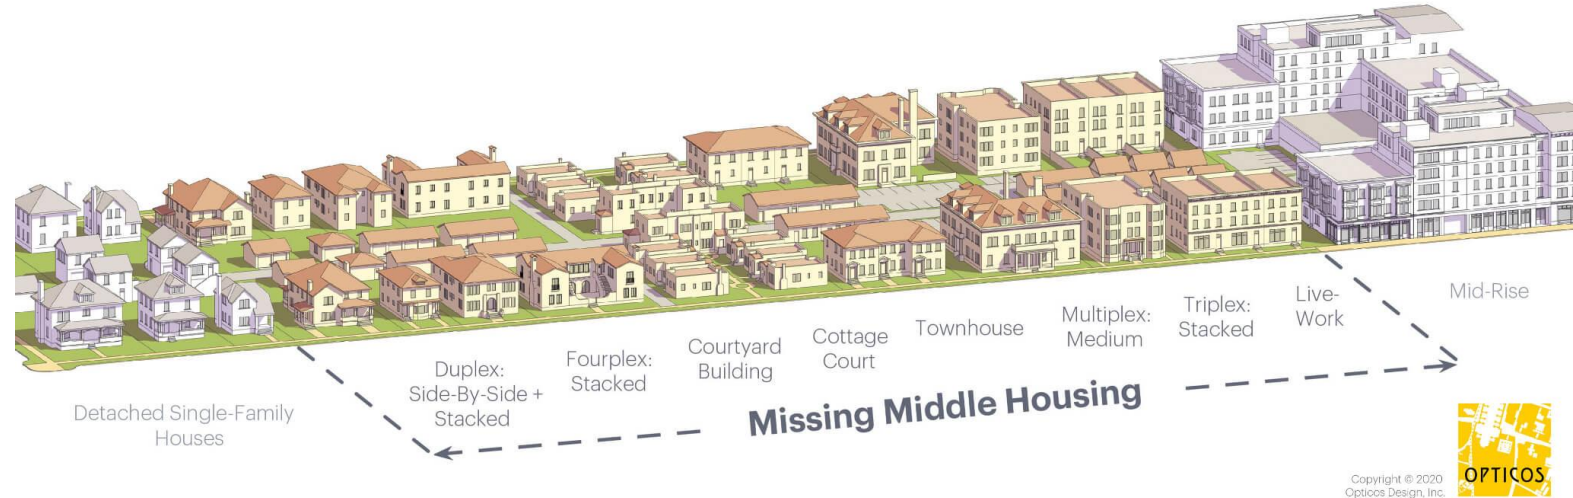 Detached Single-Family
Houses
Duplex:
Side-By-Side +
Stacked
Fourplex:
Stacked
Courtyard
Building
Cottage
Court
Townhouse
Multiplex:
Medium
Triplex:
Stacked
Live-
Work
Mid-Rise
Missing Middle Housing
Copyright © 2020
Opticos Design, Inc.
OPTICOS